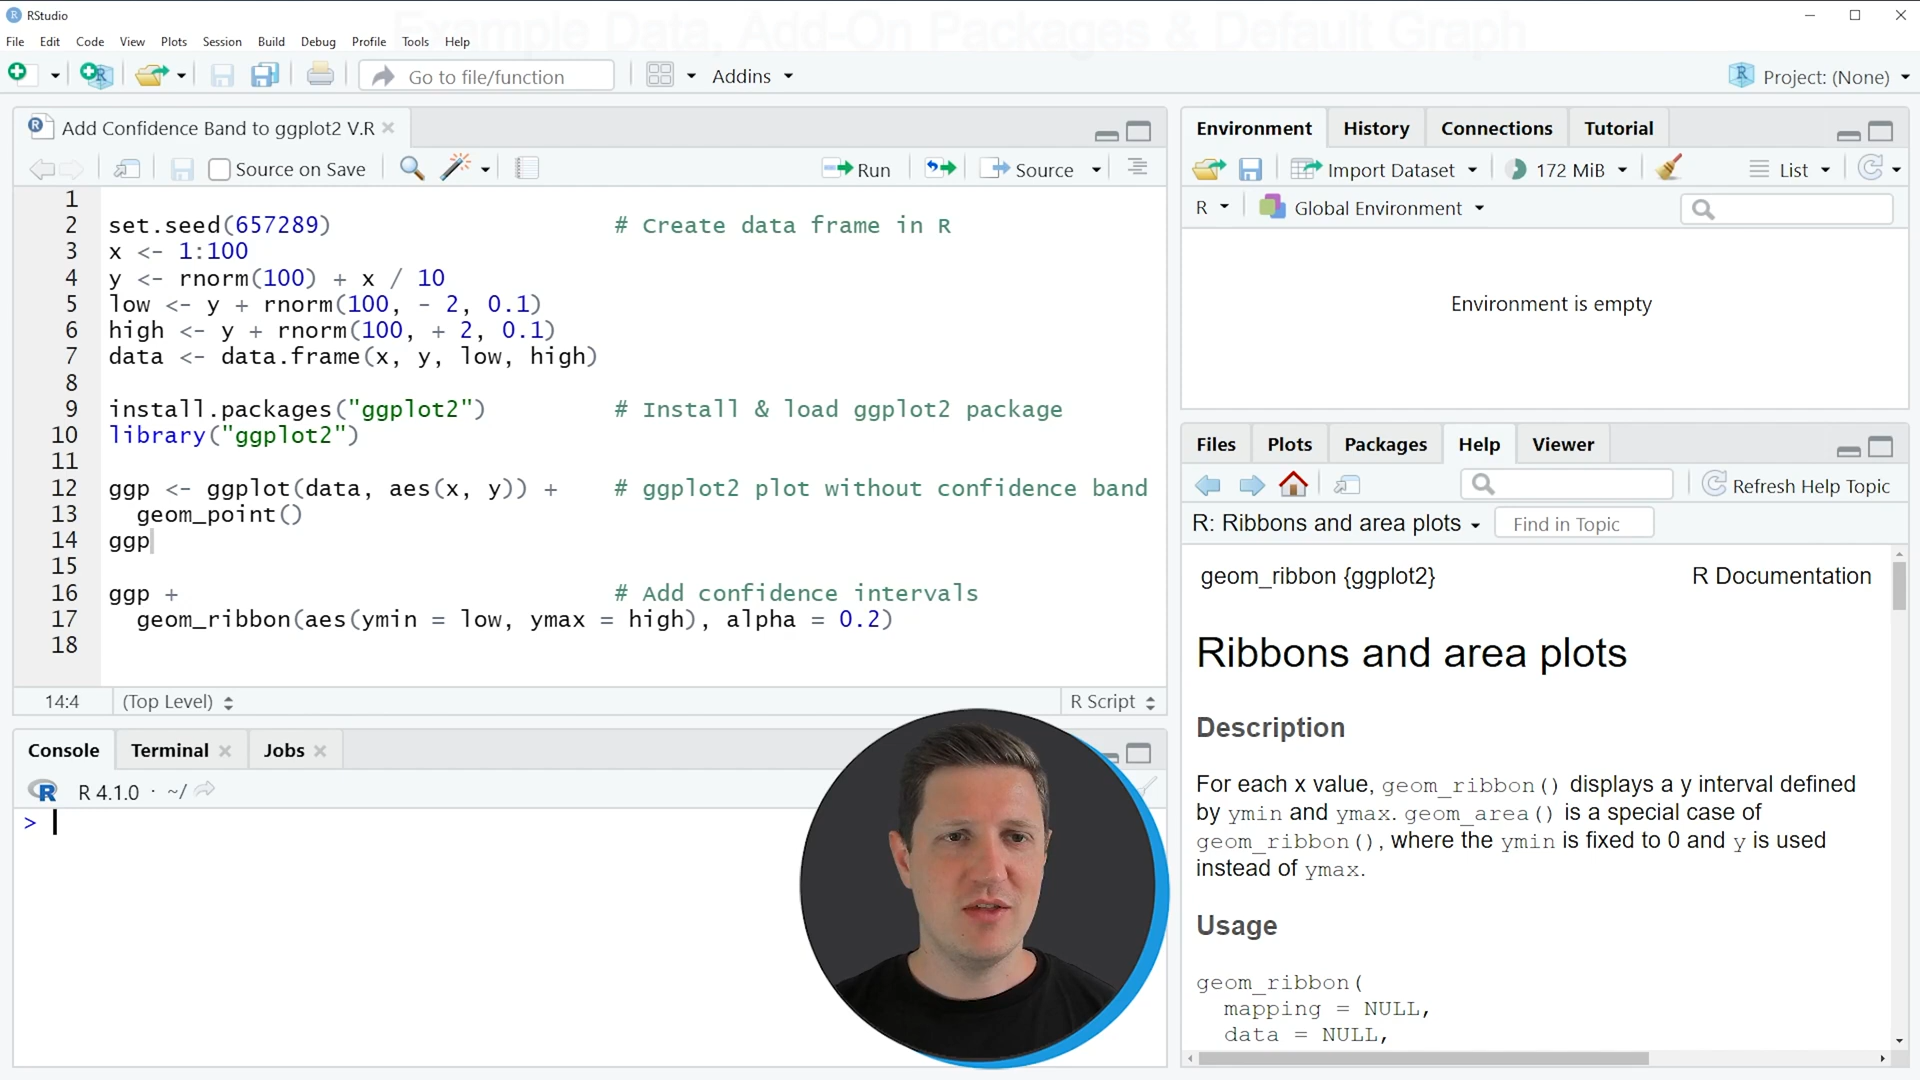 RStudio
Example Data, Add-On Packages & Default Graph
File Edit Code View Plots Session Build Debug Profile Tools Help
Go to file/function
Addins
Project: (None)
Add Confidence Band to ggplot2 V.R
Source on Save
Run
Source
1
2 set.seed(657289) # Create data frame in R
3 x <- 1:100
4 y <- rnorm(100) + x / 10
5 low <- y + rnorm(100, - 2, 0.1)
6 high <- y + rnorm(100, + 2, 0.1)
7 data <- data.frame(x, y, low, high)
8
9 install.packages("ggplot2") # Install & load ggplot2 package
10 library("ggplot2")
11
12 ggp <- ggplot(data, aes(x, y)) + # ggplot2 plot without confidence band
13 geom_point()
14 ggp
15
16 ggp + # Add confidence intervals
17 geom_ribbon(aes(ymin = low, ymax = high), alpha = 0.2)
18
14:4 (Top Level) R Script
Console Terminal Jobs
R 4.1.0 · ~/
>
Environment History Connections Tutorial
Import Dataset 172 MiB List
R Global Environment
Environment is empty
Files Plots Packages Help Viewer
Refresh Help Topic
R: Ribbons and area plots Find in Topic
geom_ribbon {ggplot2} R Documentation
Ribbons and area plots
Description
For each x value, geom_ribbon() displays a y interval defined
by ymin and ymax. geom_area() is a special case of
geom_ribbon(), where the ymin is fixed to 0 and y is used
instead of ymax.
Usage
geom_ribbon(
mapping = NULL,
data = NULL,